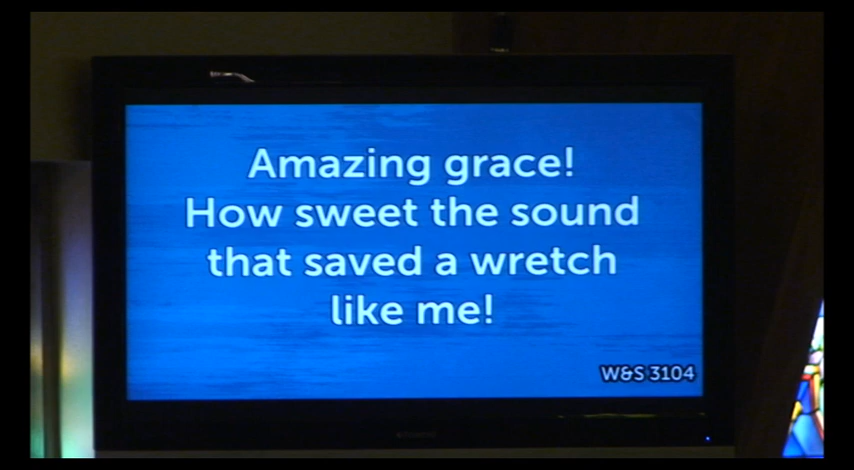 Amazing grace!
How sweet the sound
that saved a wretch
like me!
W&S 3104